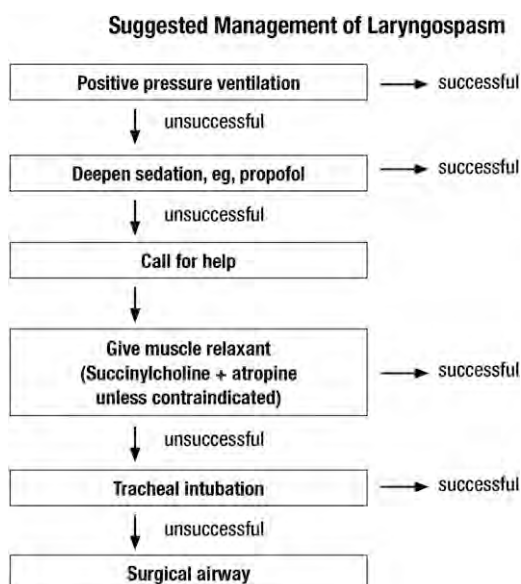 Suggested Management of Laryngospasm
Positive pressure ventilation
successful
unsuccessful
Deepen sedation, eg, propofol
successful
unsuccessful
Call for help
Give muscle relaxant
(Succinylcholine + atropine
unless contraindicated)
successful
unsuccessful
Tracheal intubation
successful
unsuccessful
Surgical airway